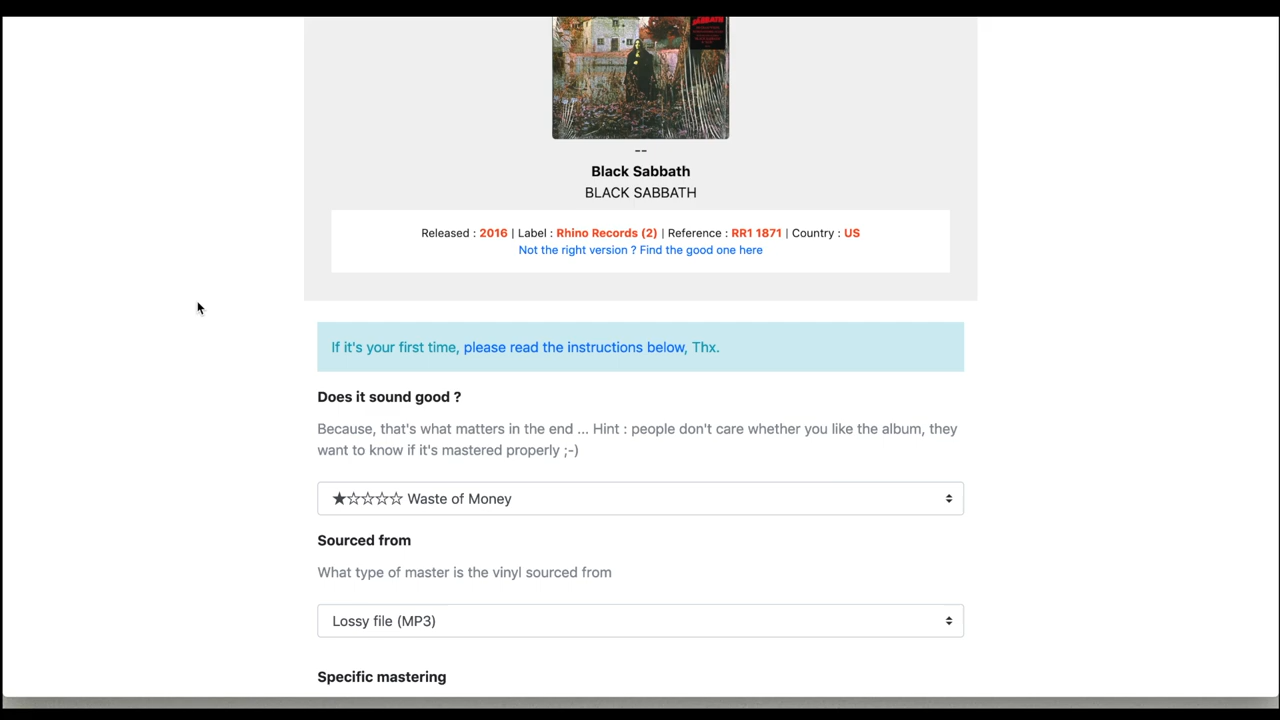 SABBATH
--
Black Sabbath
BLACK SABBATH
Released : 2016 | Label : Rhino Records (2) | Reference : RR1 1871 | Country : US
Not the right version ? Find the good one here
If it's your first time, please read the instructions below, Thx.
Does it sound good ?
Because, that's what matters in the end ... Hint : people don't care whether you like the album, they
want to know if it's mastered properly ;-)
★☆☆☆☆ Waste of Money
Sourced from
What type of master is the vinyl sourced from
Lossy file (MP3)
Specific mastering